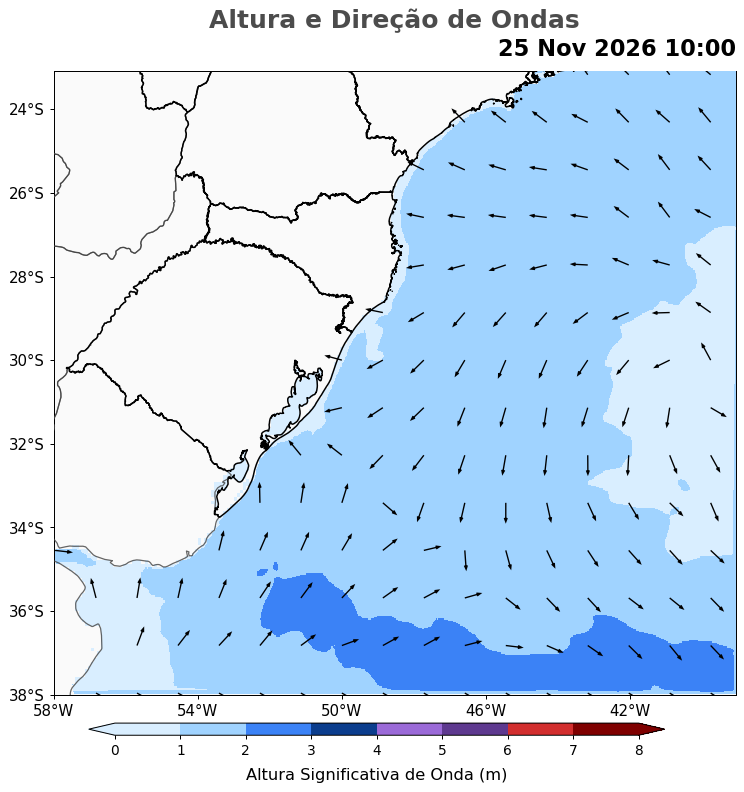 Altura e Direção de Ondas
25 Nov 2026 10:00
24°S
26°S
28°S
30°S
32°S
34°S
36°S
38°S
58°W 54°W 50°W 46°W 42°W
0 1 2 3 4 5 6 7 8
Altura Significativa de Onda (m)